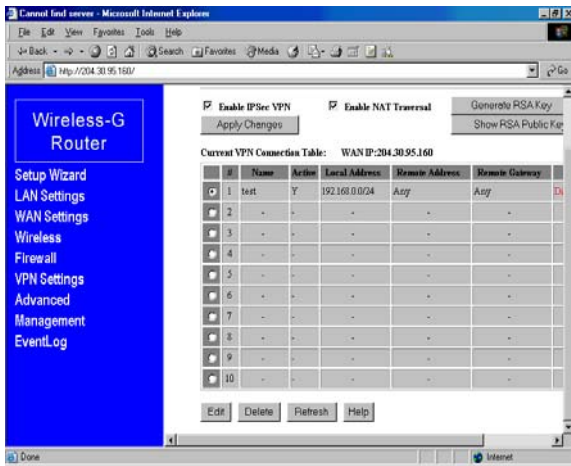 Cannot find server - Microsoft Internet Explorer
File Edit View Favorites Tools Help
Back Search Favorites Media
Address http://204.30.95.160/ Go
Wireless-G
Router
Setup Wizard
LAN Settings
WAN Settings
Wireless
Firewall
VPN Settings
Advanced
Management
EventLog
Enable IPSec VPN Enable NAT Traversal Generate RSA Key
Apply Changes Show RSA Public Key
Current VPN Connection Table: WAN IP:204.30.95.160
# Name Active Local Address Remote Address Remote Gateway
1 test Y 192.168.0.0/24 Any Any
2 - - - - -
3 - - - - -
4 - - - - -
5 - - - - -
6 - - - - -
7 - - - - -
8 - - - - -
9 - - - - -
10 - - - - -
Edit Delete Refresh Help
Done Internet